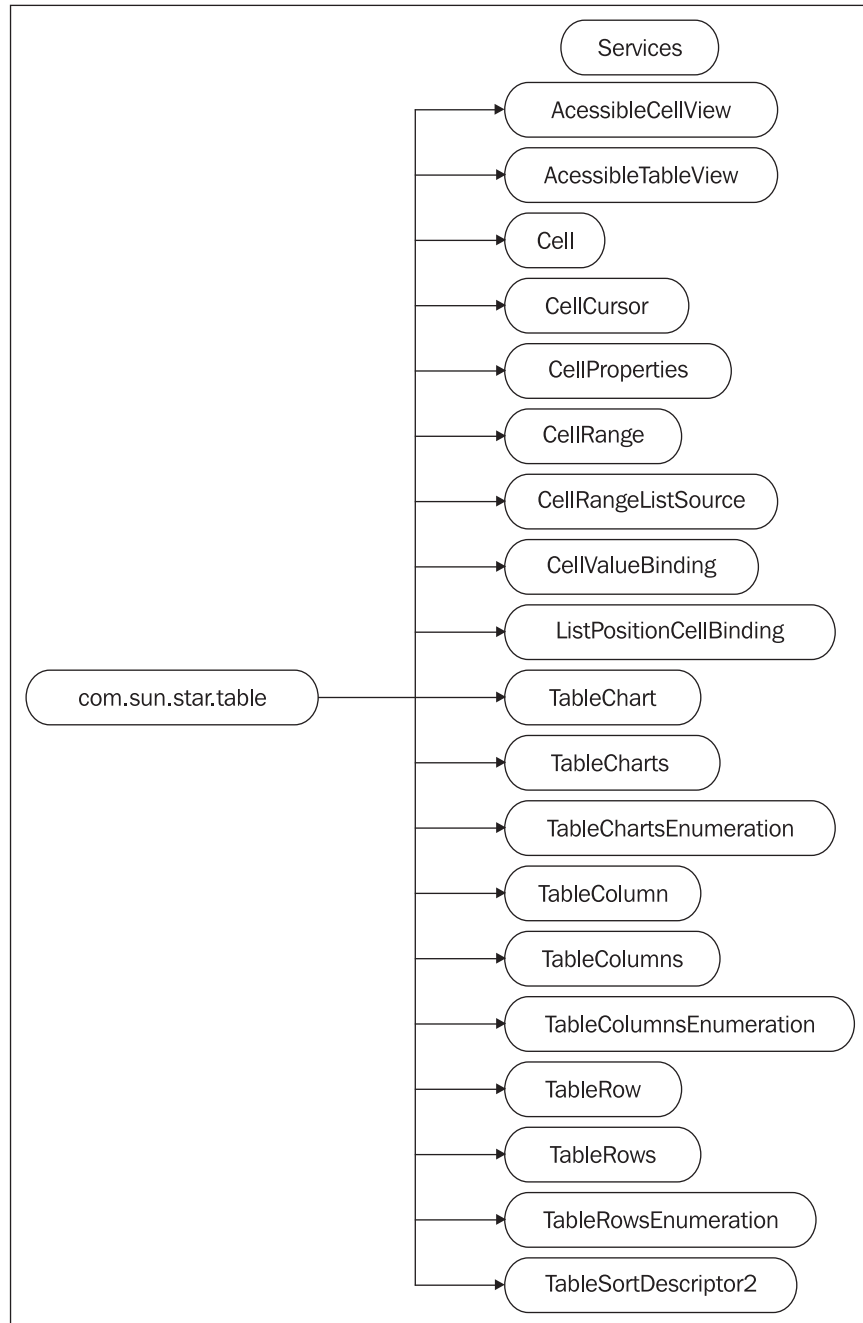 Services
AcessibleCellView
AcessibleTableView
Cell
CellCursor
CellProperties
CellRange
CellRangeListSource
CellValueBinding
ListPositionCellBinding
com.sun.star.table
TableChart
TableCharts
TableChartsEnumeration
TableColumn
TableColumns
TableColumnsEnumeration
TableRow
TableRows
TableRowsEnumeration
TableSortDescriptor2